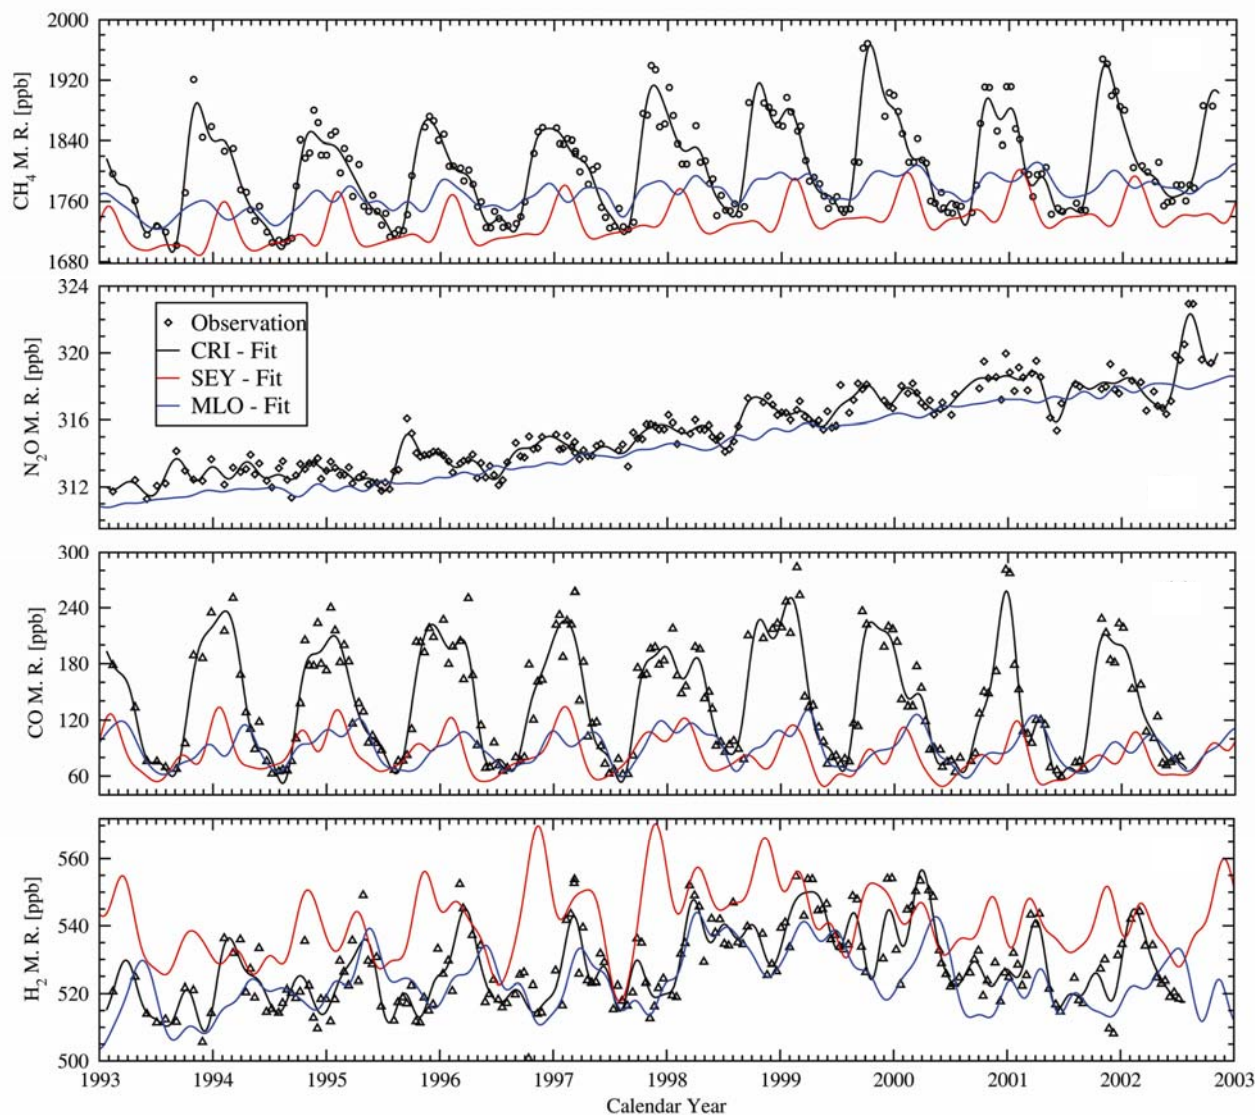 2000
1920
1840
1760
1680
CH4 M. R. [ppb]
324
320
316
312
N2O M. R. [ppb]
Observation
CRI - Fit
SEY - Fit
MLO - Fit
300
240
180
120
60
CO M. R. [ppb]
560
540
520
500
H2 M. R. [ppb]
1993 1994 1995 1996 1997 1998 1999 2000 2001 2002 2003
Calendar Year